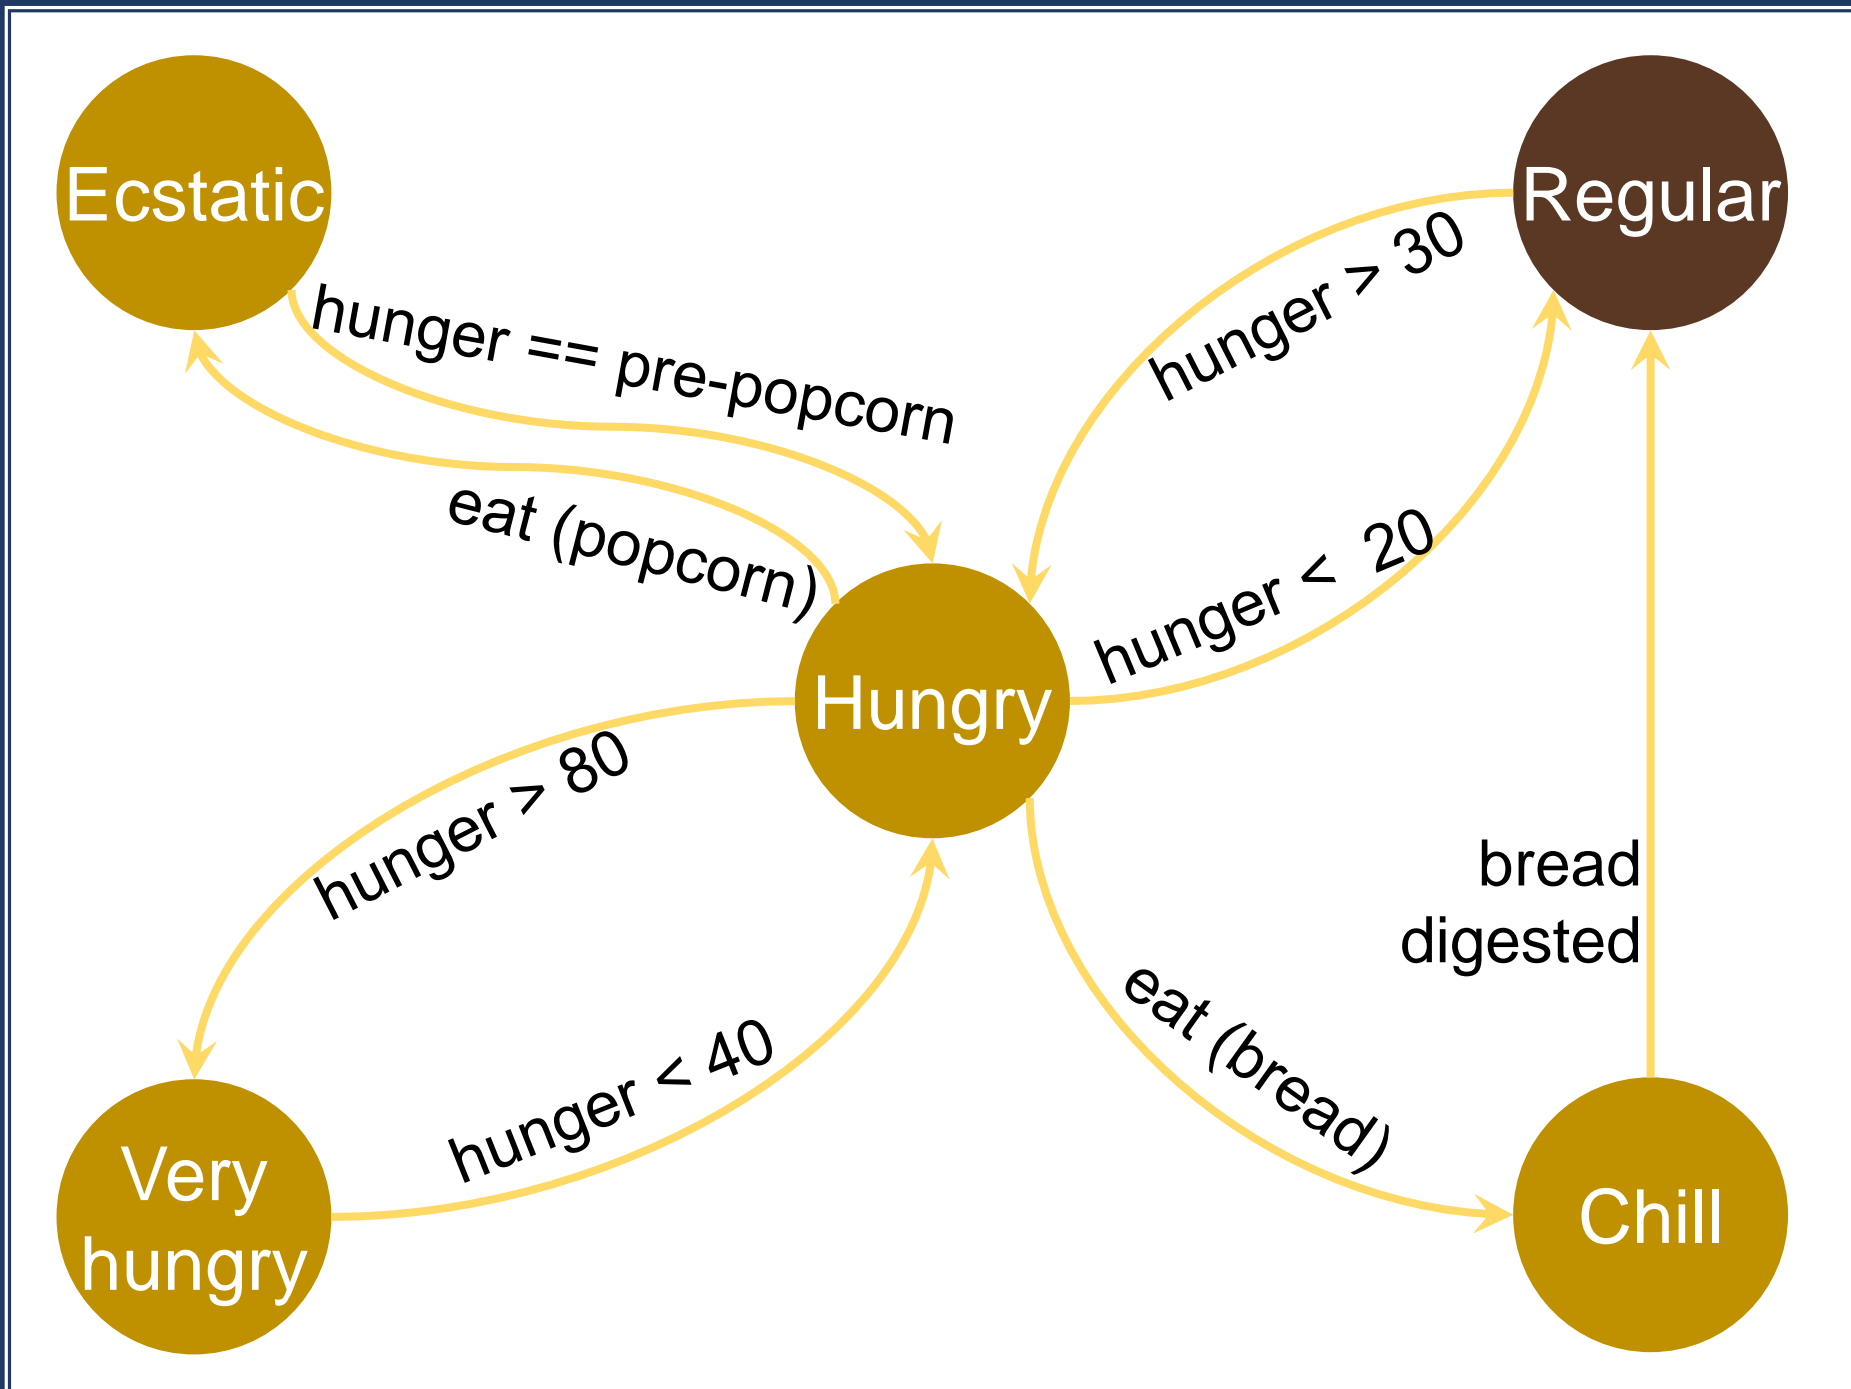 Ecstatic
Regular
hunger == pre-popcorn
hunger > 30
eat (popcorn)
hunger < 20
Hungry
hunger > 80
bread
digested
hunger < 40
eat (bread)
Very
hungry
Chill